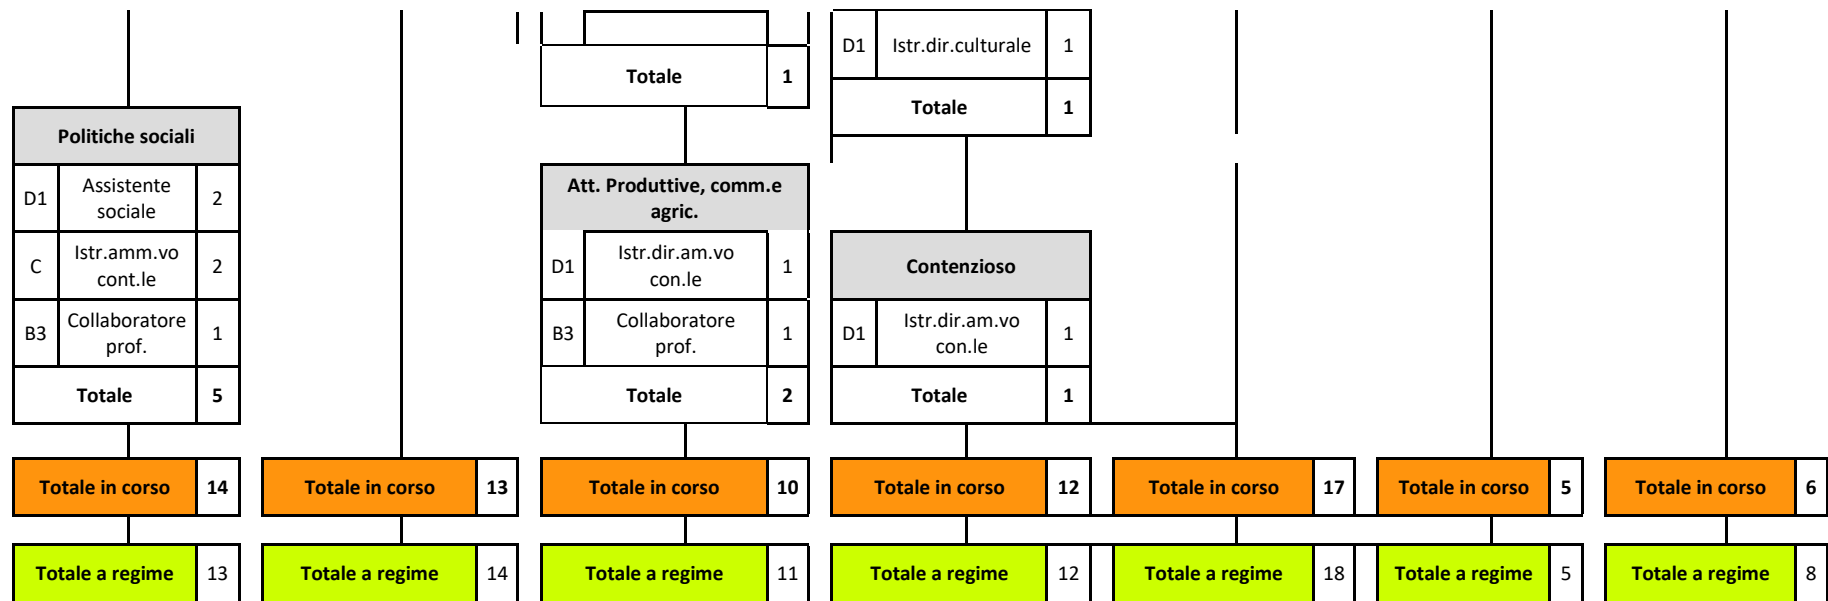 D1 Istr.dir.culturale 1
Totale 1
Totale 1
Politiche sociali
D1 Assistente sociale 2
C Istr.amm.vo cont.le 2
B3 Collaboratore prof. 1
Totale 5
Att. Produttive, comm.e
agric.
D1 Istr.dir.am.vo con.le 1
B3 Collaboratore prof. 1
Totale 2
Contenzioso
D1 Istr.dir.am.vo con.le 1
Totale 1
Totale in corso 14 Totale in corso 13 Totale in corso 10 Totale in corso 12 Totale in corso 17 Totale in corso 5 Totale in corso 6
Totale a regime 13 Totale a regime 14 Totale a regime 11 Totale a regime 12 Totale a regime 18 Totale a regime 5 Totale a regime 8